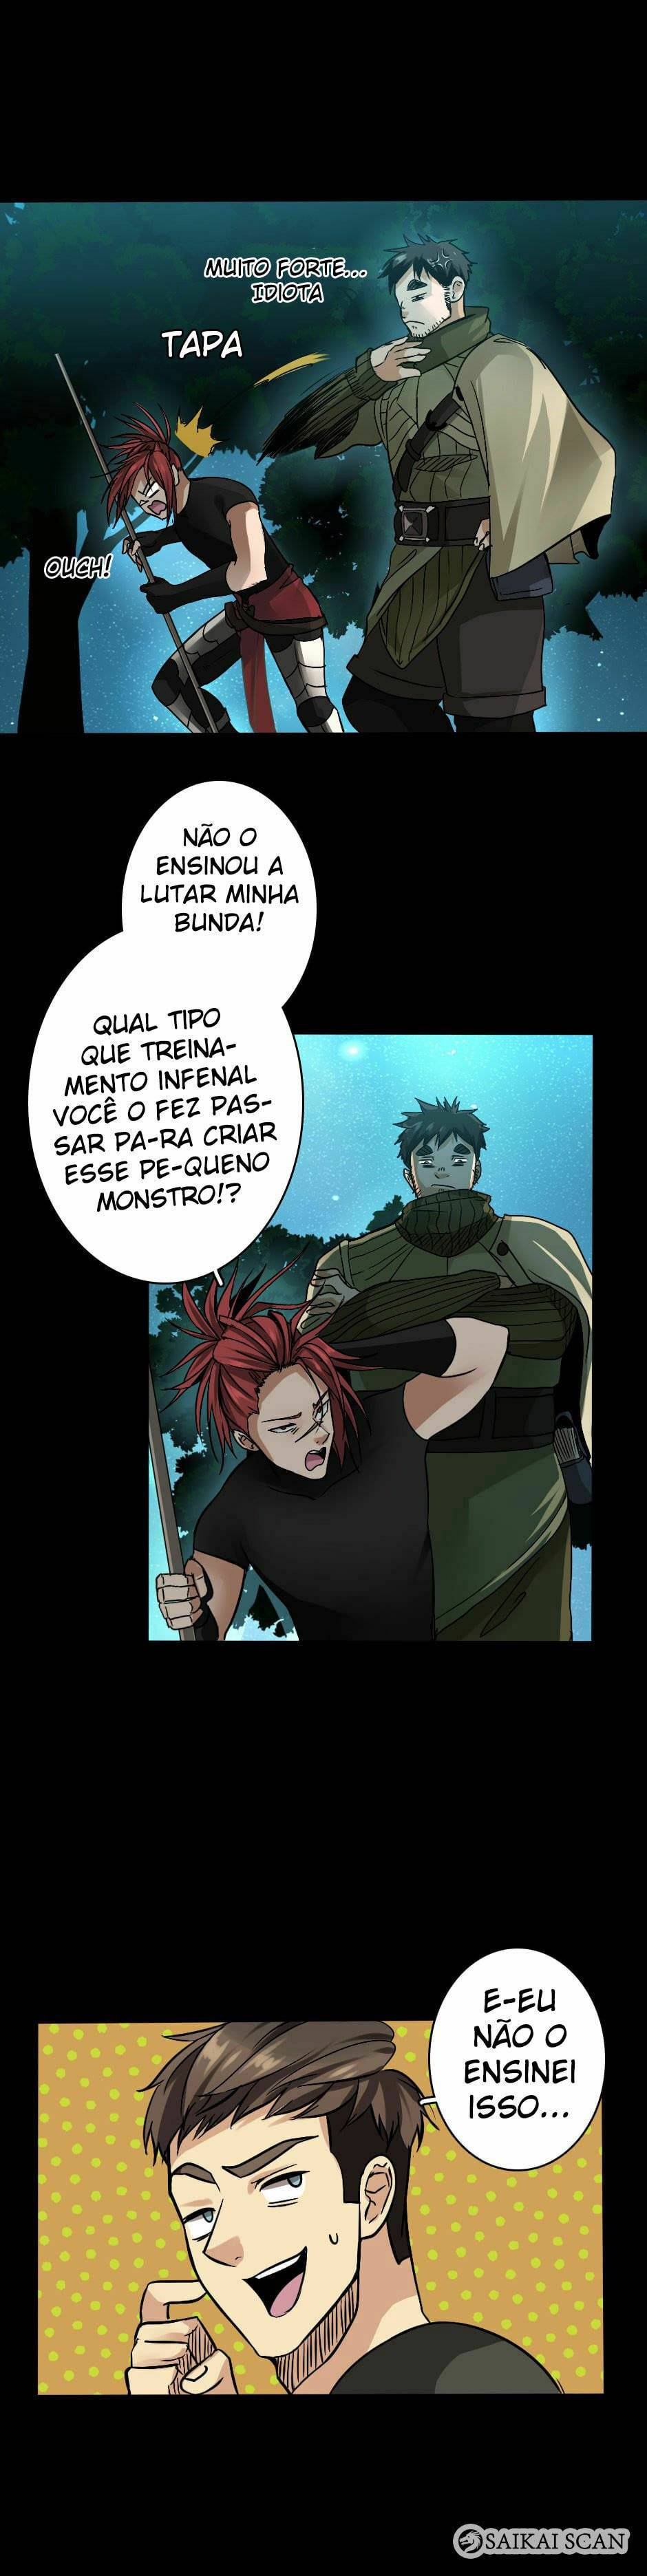 MUITO FORTE...
IDIOTA
TAPA
OUCH!
NÃO O
ENSINOU A
LUTAR MINHA
BUNDA!
QUAL TIPO
QUE TREINA-
MENTO INFENAL
VOCÊ O FEZ PAS-
SAR PA-RA CRIAR
ESSE PE-QUENO
MONSTRO!?
E-EU
NÃO O
ENSINEI
ISSO...
SAIKAI SCAN